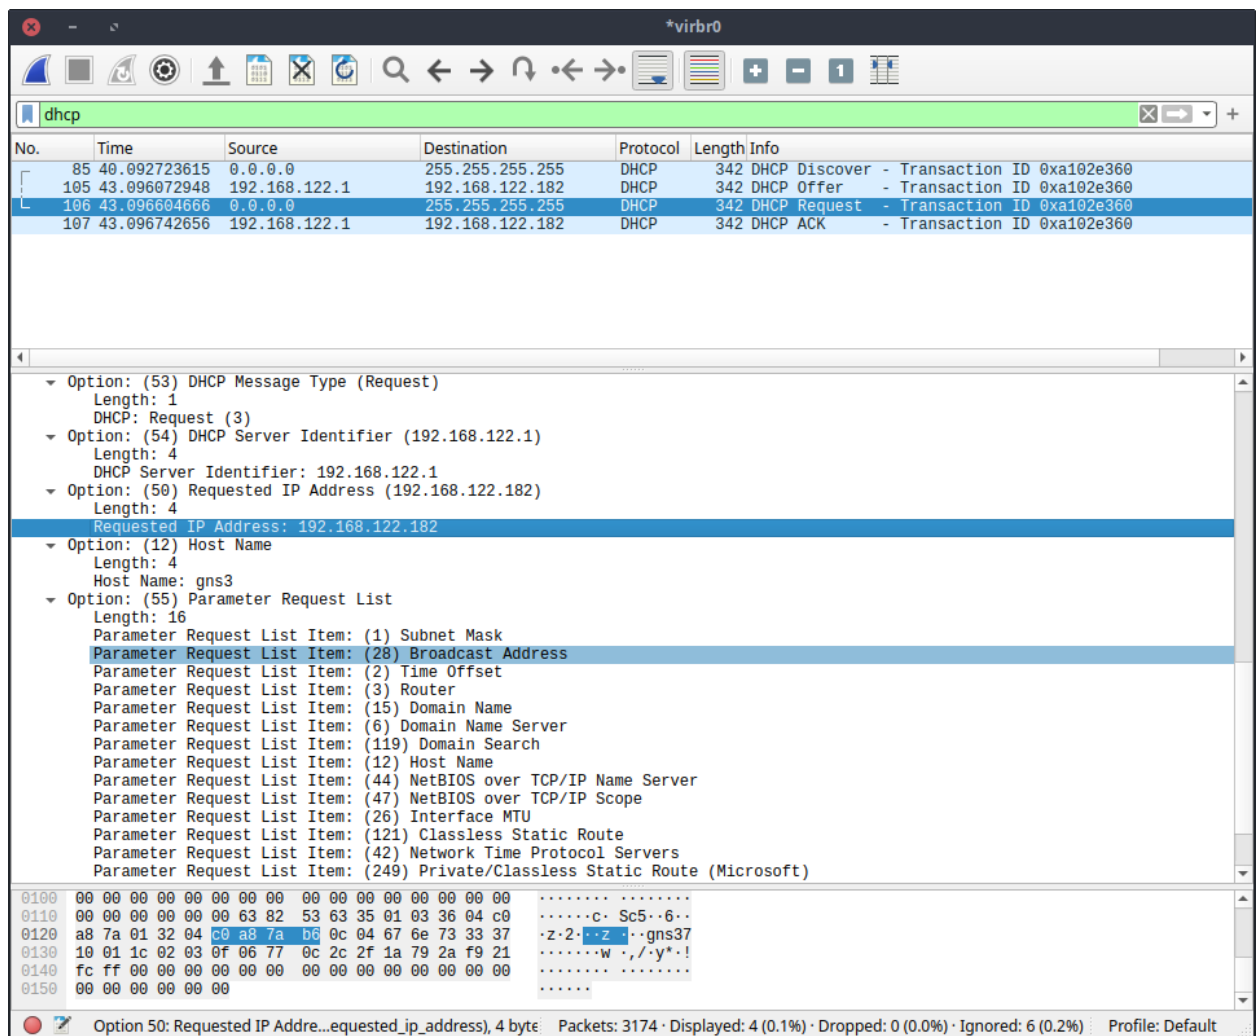 *virbr0
dhcp
No. Time Source Destination Protocol Length Info
85 40.092723615 0.0.0.0 255.255.255.255 DHCP 342 DHCP Discover - Transaction ID 0xa102e360
105 43.096072948 192.168.122.1 192.168.122.182 DHCP 342 DHCP Offer - Transaction ID 0xa102e360
106 43.096604666 0.0.0.0 255.255.255.255 DHCP 342 DHCP Request - Transaction ID 0xa102e360
107 43.096742656 192.168.122.1 192.168.122.182 DHCP 342 DHCP ACK - Transaction ID 0xa102e360
Option: (53) DHCP Message Type (Request)
Length: 1
DHCP: Request (3)
Option: (54) DHCP Server Identifier (192.168.122.1)
Length: 4
DHCP Server Identifier: 192.168.122.1
Option: (50) Requested IP Address (192.168.122.182)
Length: 4
Requested IP Address: 192.168.122.182
Option: (12) Host Name
Length: 4
Host Name: gns3
Option: (55) Parameter Request List
Length: 16
Parameter Request List Item: (1) Subnet Mask
Parameter Request List Item: (28) Broadcast Address
Parameter Request List Item: (2) Time Offset
Parameter Request List Item: (3) Router
Parameter Request List Item: (15) Domain Name
Parameter Request List Item: (6) Domain Name Server
Parameter Request List Item: (119) Domain Search
Parameter Request List Item: (12) Host Name
Parameter Request List Item: (44) NetBIOS over TCP/IP Name Server
Parameter Request List Item: (47) NetBIOS over TCP/IP Scope
Parameter Request List Item: (26) Interface MTU
Parameter Request List Item: (121) Classless Static Route
Parameter Request List Item: (42) Network Time Protocol Servers
Parameter Request List Item: (249) Private/Classless Static Route (Microsoft)
0100 00 00 00 00 00 00 00 00 00 00 00 00 00 00 00 00 ········ ········
0110 00 00 00 00 00 00 63 82 53 63 35 01 03 36 04 c0 ······c· Sc5··6··
0120 a8 7a 01 32 04 c0 a8 7a b6 0c 04 67 6e 73 33 37 ·z·2···z ···gns37
0130 10 01 1c 02 03 0f 06 77 0c 2c 2f 1a 79 2a f9 21 ·······w ·,/·y*·!
0140 fc ff 00 00 00 00 00 00 00 00 00 00 00 00 00 00 ········ ········
0150 00 00 00 00 00 00 ······
Option 50: Requested IP Addre...equested_ip_address), 4 byte Packets: 3174 · Displayed: 4 (0.1%) · Dropped: 0 (0.0%) · Ignored: 6 (0.2%) Profile: Default